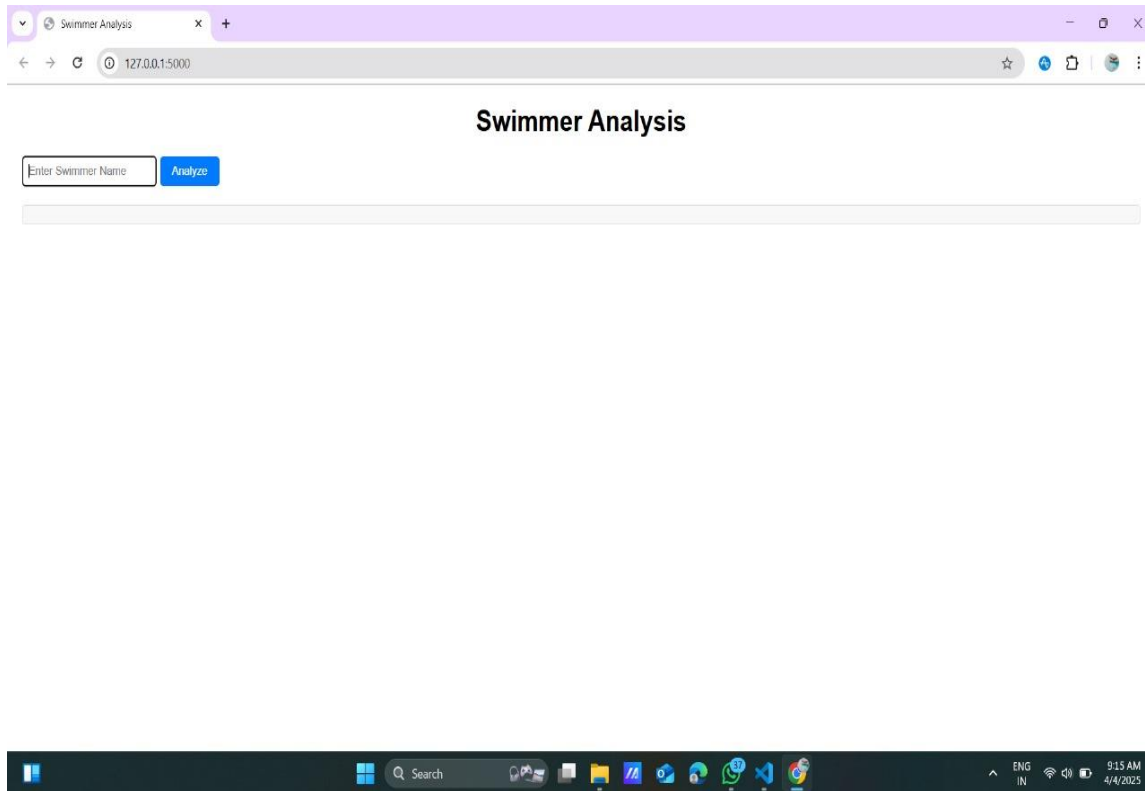 Swimmer Analysis
127.0.0.1:5000
Swimmer Analysis
Enter Swimmer Name
Analyze
Search
37
ENG
IN
9:15 AM
4/4/2025